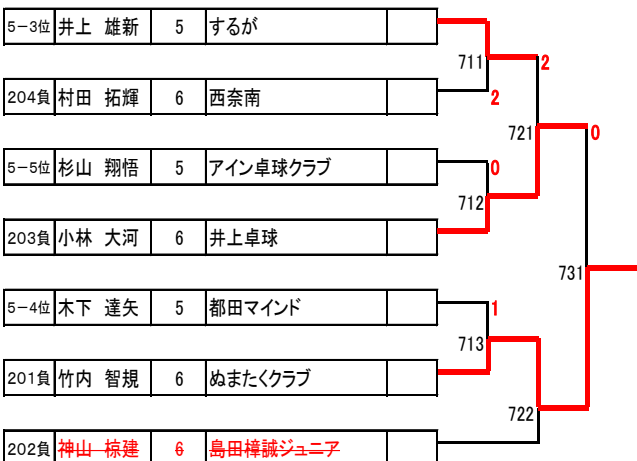 5－3位 井上 雄新 5 するが
711 2
204負 村田 拓輝 6 西奈南 2
721 0
5－5位 杉山 翔悟 5 アイン卓球クラブ 0
712
203負 小林 大河 6 井上卓球
731
5－4位 木下 達矢 5 都田マインド 1
713
201負 竹内 智規 6 ぬまたくクラブ
722
202負 神山 椋建 6 島田樟誠ジュニア